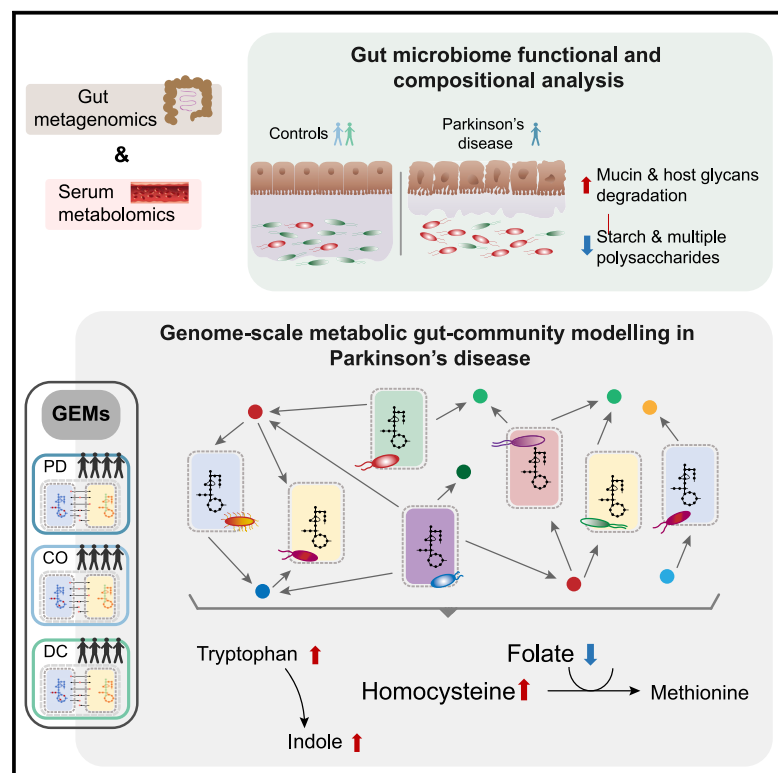 Gut microbiome functional and
compositional analysis
Gut
metagenomics
&
Serum
metabolomics
Controls
Parkinson's
disease
Mucin & host glycans
degradation
Starch & multiple
polysaccharides
Genome-scale metabolic gut-community modelling in
Parkinson's disease
GEMs
PD
CO
DC
Tryptophan
Indole
Folate
Homocysteine
Methionine